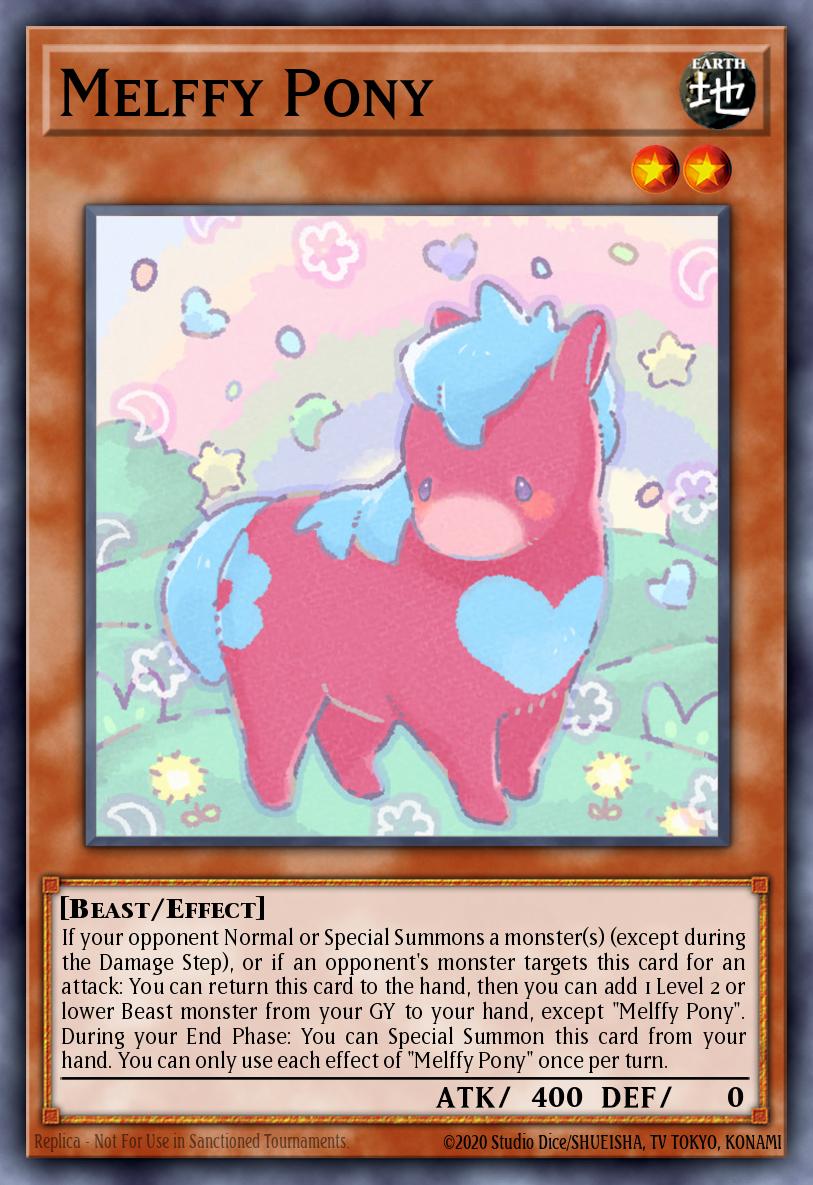 Melffy Pony
EARTH
地
[Beast/Effect]
If your opponent Normal or Special Summons a monster(s) (except during
the Damage Step), or if an opponent's monster targets this card for an
attack: You can return this card to the hand, then you can add 1 Level 2 or
lower Beast monster from your GY to your hand, except "Melffy Pony".
During your End Phase: You can Special Summon this card from your
hand. You can only use each effect of "Melffy Pony" once per turn.
ATK/ 400 DEF/ 0
Replica - Not For Use in Sanctioned Tournaments.
©2020 Studio Dice/SHUEISHA, TV TOKYO, KONAMI